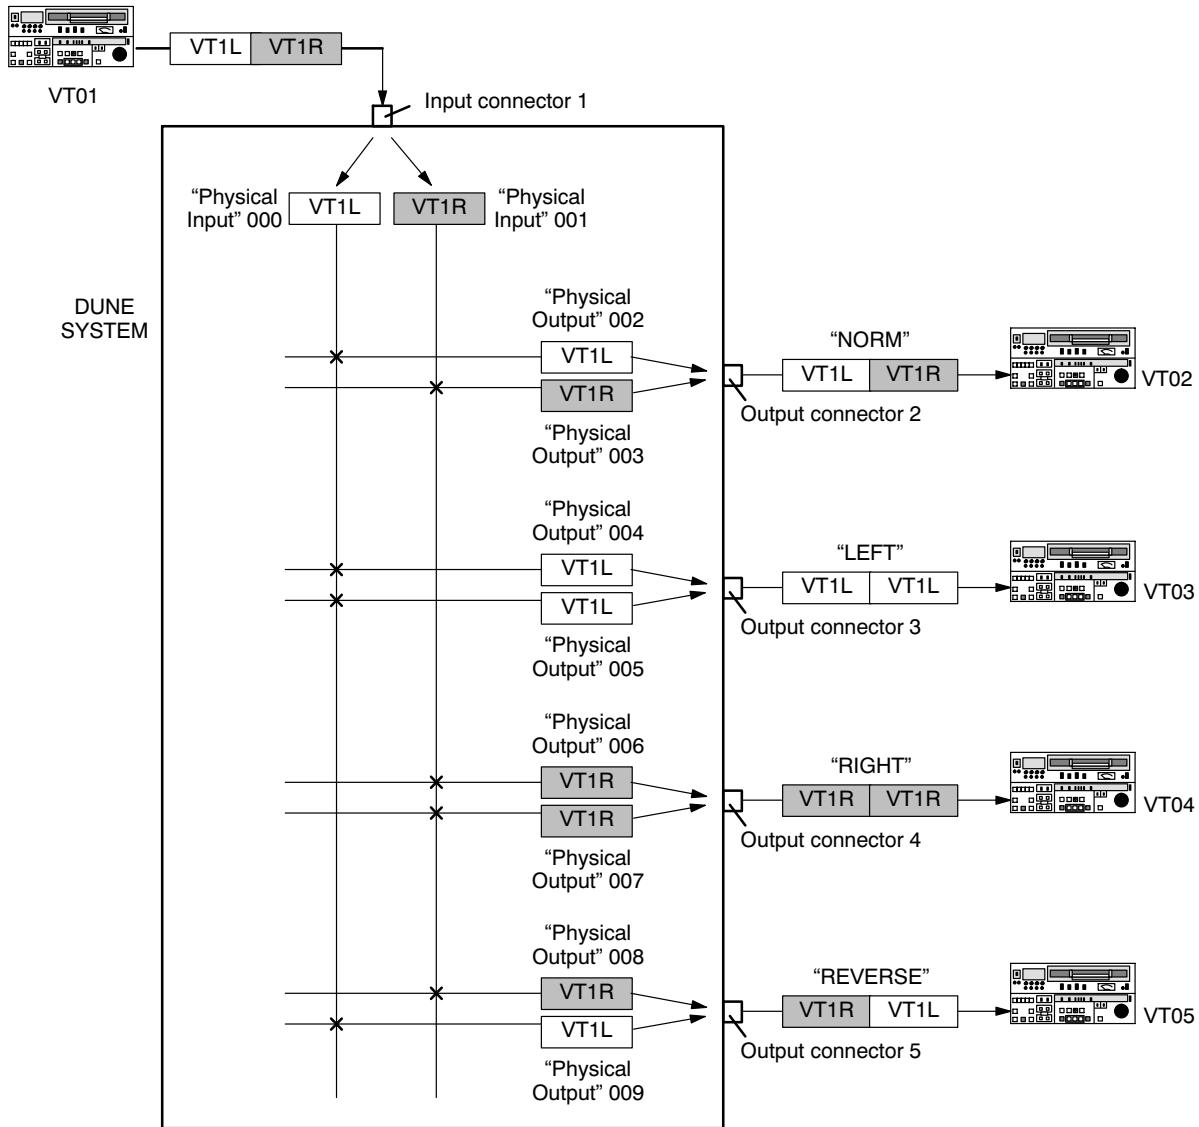 VT1L VT1R
VT01
Input connector 1
“Physical
Input” 000
VT1L
VT1R
“Physical
Input” 001
DUNE
SYSTEM
“Physical
Output” 002
VT1L
VT1R
“Physical
Output” 003
“NORM”
VT1L VT1R
VT02
Output connector 2
“Physical
Output” 004
VT1L
VT1L
“Physical
Output” 005
“LEFT”
VT1L VT1L
VT03
Output connector 3
“Physical
Output” 006
VT1R
VT1R
“Physical
Output” 007
“RIGHT”
VT1R VT1R
VT04
Output connector 4
“Physical
Output” 008
VT1R
VT1L
“Physical
Output” 009
“REVERSE”
VT1R VT1L
VT05
Output connector 5